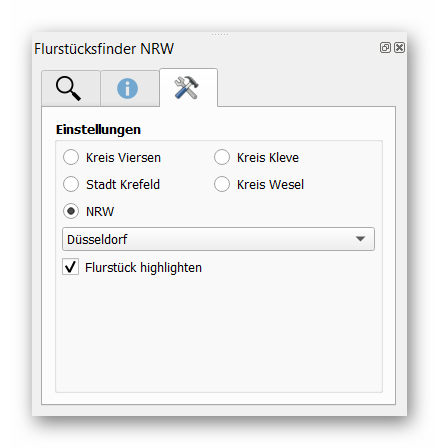 Flurstücksfinder NRW
Einstellungen
Kreis Viersen Kreis Kleve
Stadt Krefeld Kreis Wesel
NRW
Düsseldorf
Flurstück highlighten